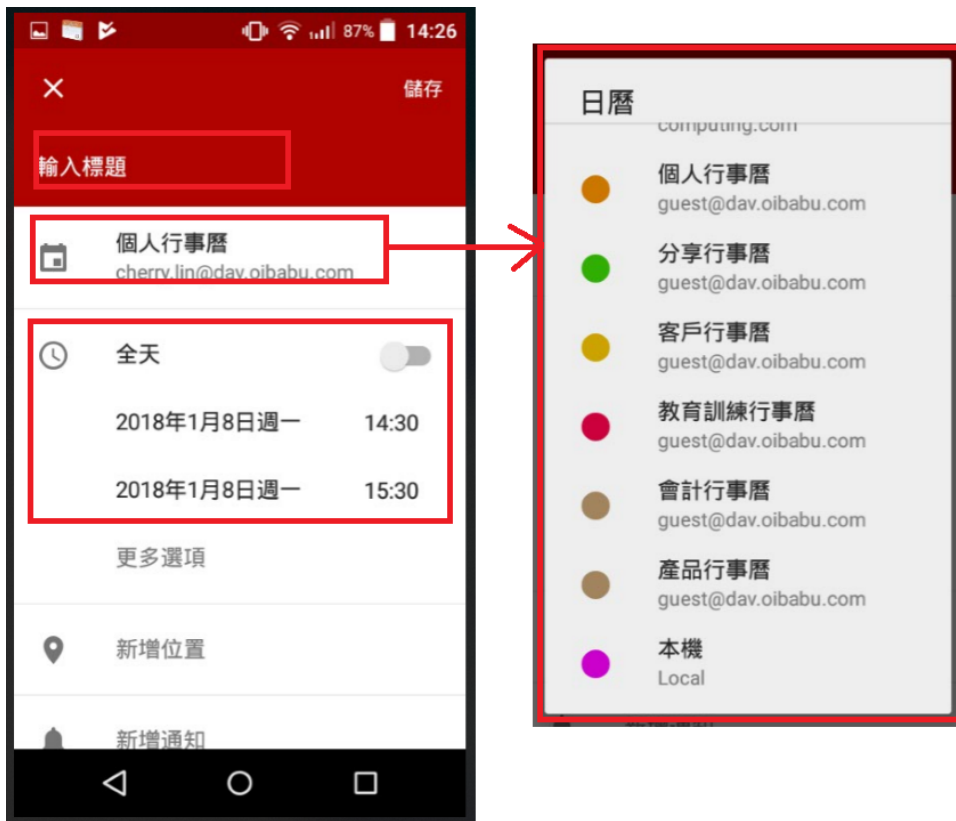 87% 14:26
儲存
輸入標題
個人行事曆
cherry.lin@dav.oibabu.com
全天
2018年1月8日週一 14:30
2018年1月8日週一 15:30
更多選項
新增位置
新增通知
日曆
computing.com
個人行事曆
guest@dav.oibabu.com
分享行事曆
guest@dav.oibabu.com
客戶行事曆
guest@dav.oibabu.com
教育訓練行事曆
guest@dav.oibabu.com
會計行事曆
guest@dav.oibabu.com
產品行事曆
guest@dav.oibabu.com
本機
Local